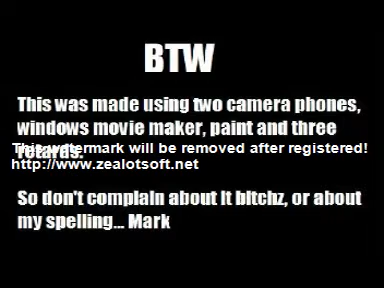 BTW
This was made using two camera phones,
windows movie maker, paint and three
retards.
This watermark will be removed after registered!
http://www.zealotsoft.net
So don't complain about it bitchz, or about
my spelling... Mark